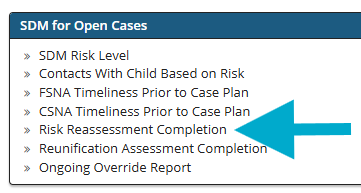 SDM for Open Cases
» SDM Risk Level
» Contacts With Child Based on Risk
» FSNA Timeliness Prior to Case Plan
» CSNA Timeliness Prior to Case Plan
» Risk Reassessment Completion
» Reunification Assessment Completion
» Ongoing Override Report